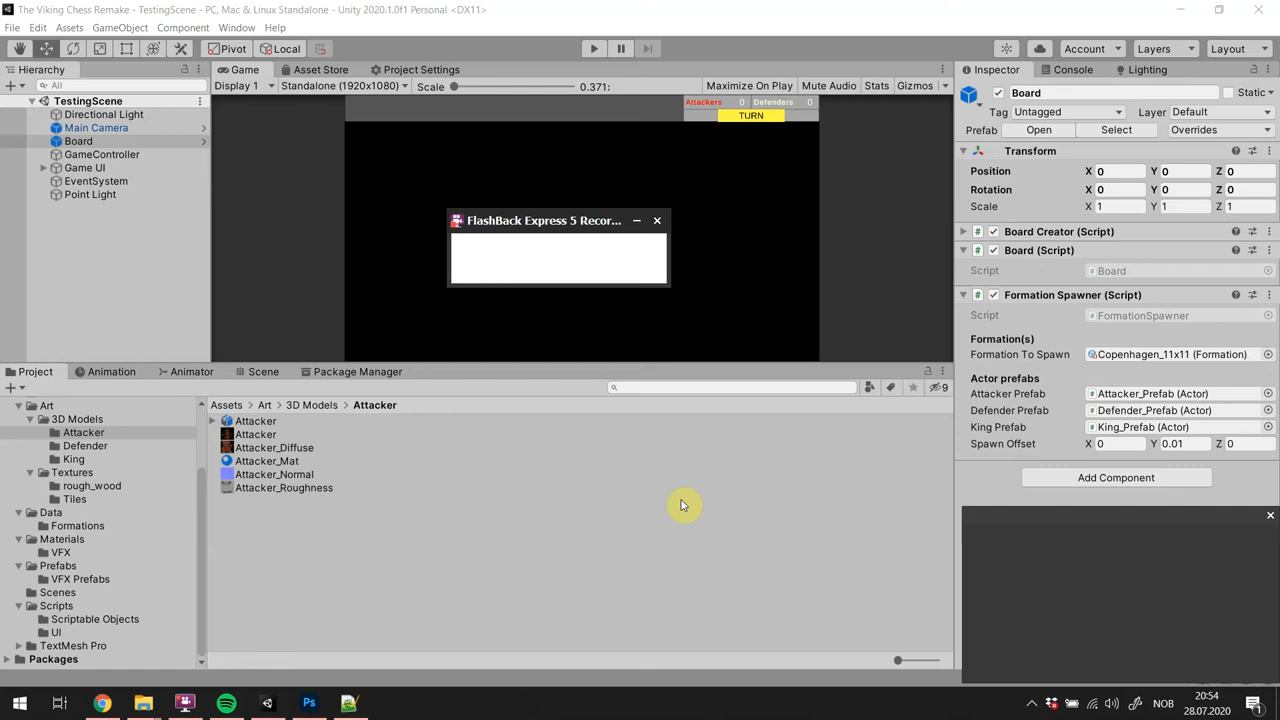 The Viking Chess Remake - TestingScene - PC, Mac & Linux Standalone - Unity 2020.1.0f1 Personal <DX11>
File Edit Assets GameObject Component Window Help
Pivot Local Account Layers Layout
Hierarchy
All
TestingScene
Directional Light
Main Camera
Board
GameController
Game UI
EventSystem
Point Light
Game Asset Store Project Settings
Display 1 Standalone (1920x1080) Scale 0.371: Maximize On Play Mute Audio Stats Gizmos
Attackers 0 Defenders 0
TURN
FlashBack Express 5 Recor...
Inspector Console Lighting
Board Static
Tag Untagged Layer Default
Prefab Open Select Overrides
Transform
Position X 0 Y 0 Z 0
Rotation X 0 Y 0 Z 0
Scale X 1 Y 1 Z 1
Board Creator (Script)
Board (Script)
Script Board
Formation Spawner (Script)
Script FormationSpawner
Formation(s)
Formation To Spawn Copenhagen_11x11 (Formation)
Actor prefabs
Attacker Prefab Attacker_Prefab (Actor)
Defender Prefab Defender_Prefab (Actor)
King Prefab King_Prefab (Actor)
Spawn Offset X 0 Y 0.01 Z 0
Add Component
Project Animation Animator Scene Package Manager
9
Art
3D Models
Attacker
Defender
King
Textures
rough_wood
Tiles
Data
Formations
Materials
VFX
Prefabs
VFX Prefabs
Scenes
Scripts
Scriptable Objects
UI
TextMesh Pro
Packages
Assets > Art > 3D Models > Attacker
Attacker
Attacker
Attacker_Diffuse
Attacker_Mat
Attacker_Normal
Attacker_Roughness
NOB
20:54
28.07.2020
1